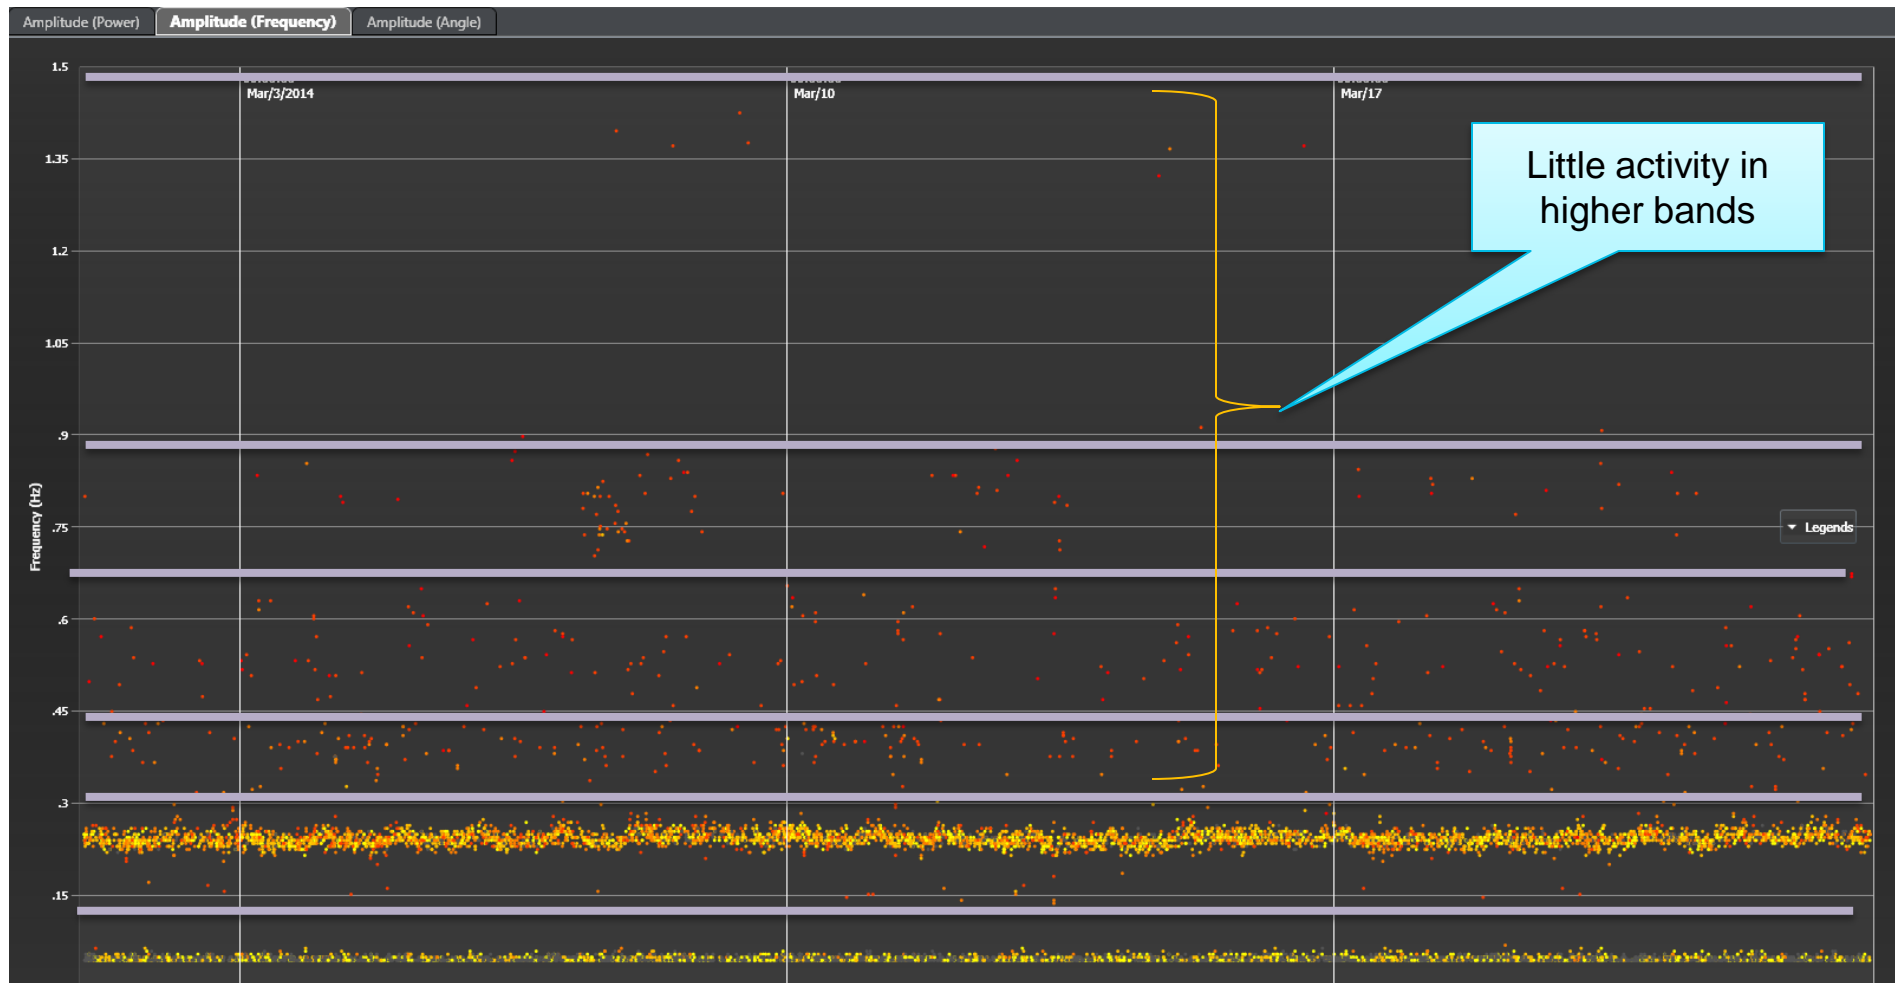 Amplitude (Power)
Amplitude (Frequency)
Amplitude (Angle)
1.5
Mar/3/2014
Mar/10
Mar/17
1.35
Little activity in
higher bands
1.2
1.05
.9
Frequency (Hz)
.75
Legends
.6
.45
.3
.15